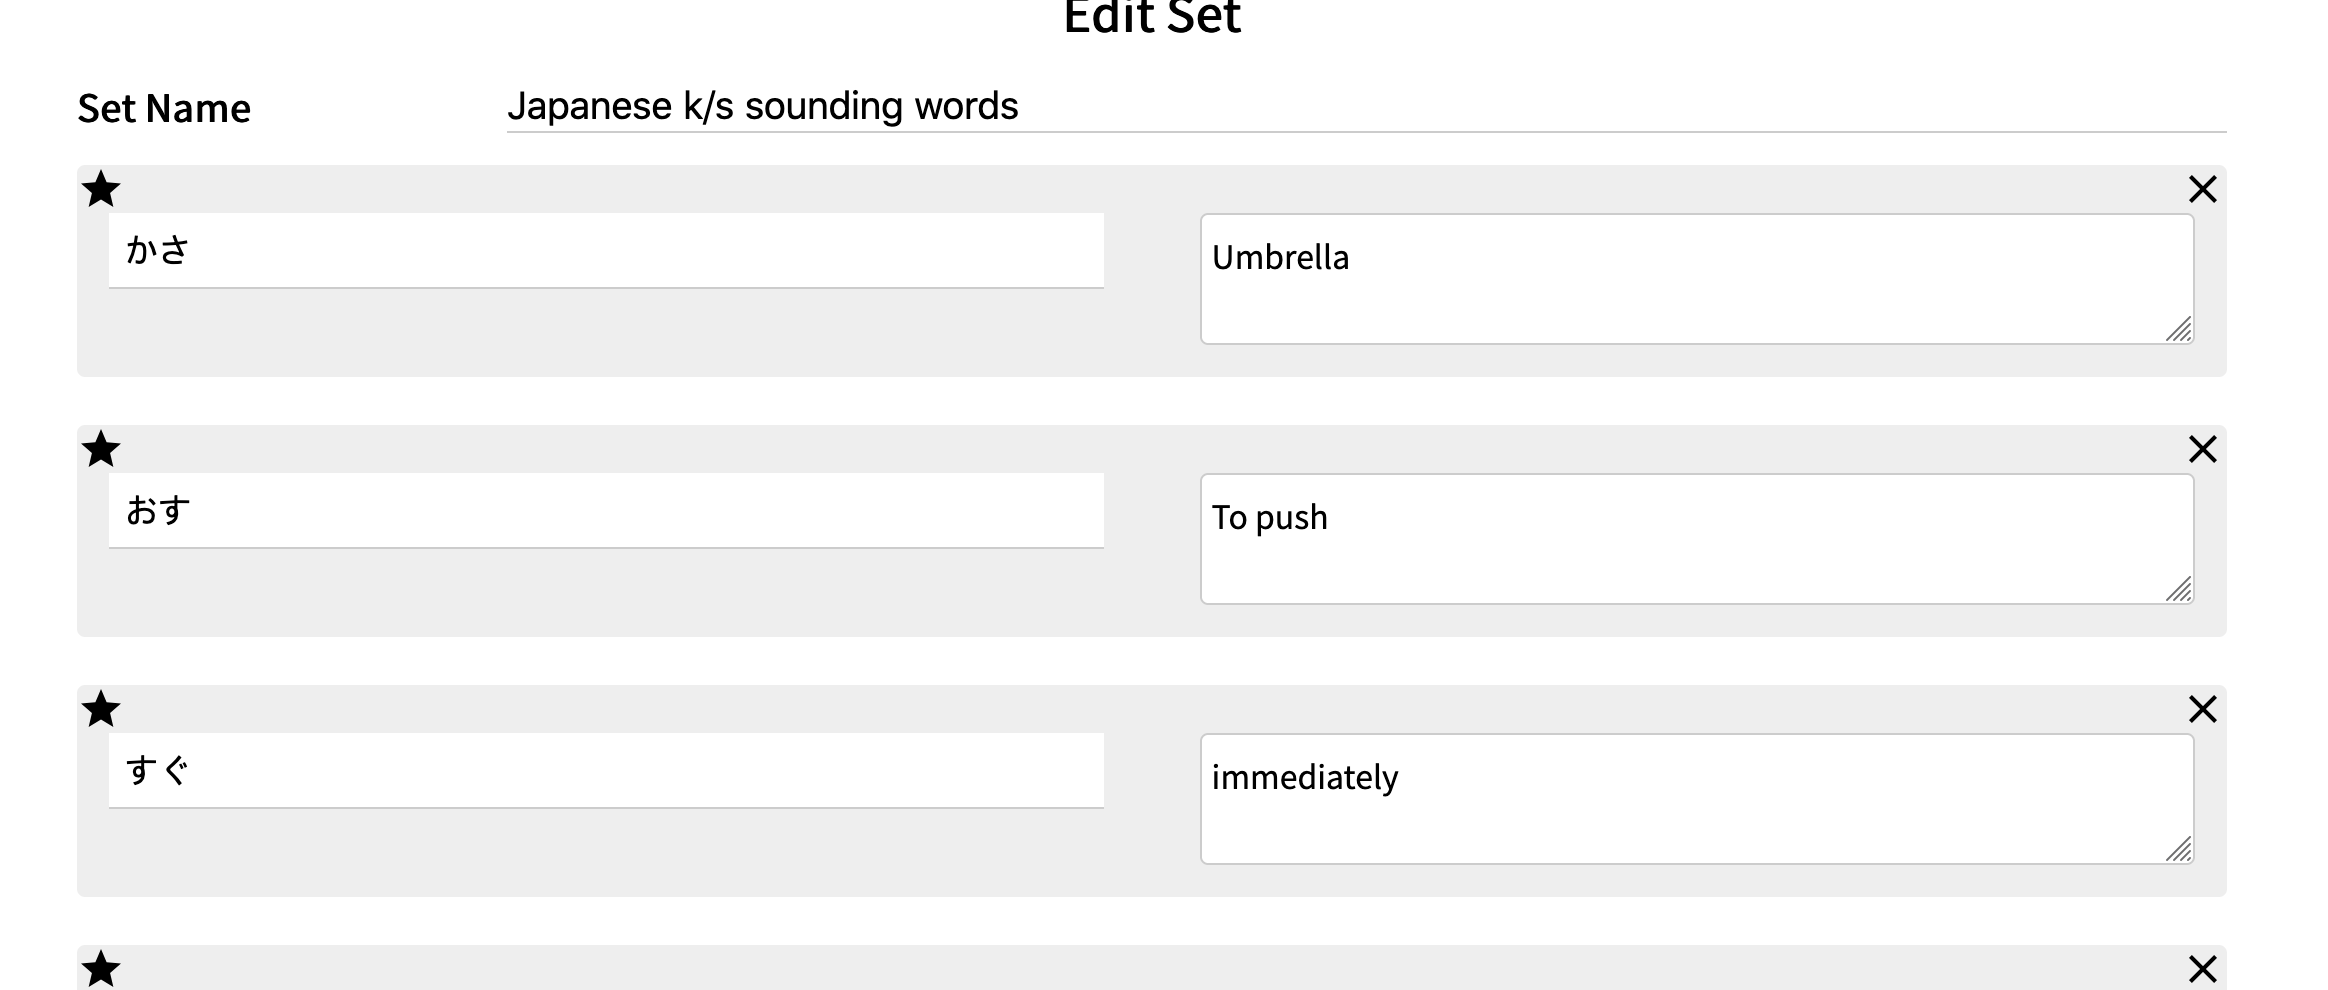 Edit Set
Set Name
Japanese k/s sounding words
かさ
Umbrella
おす
To push
すぐ
immediately